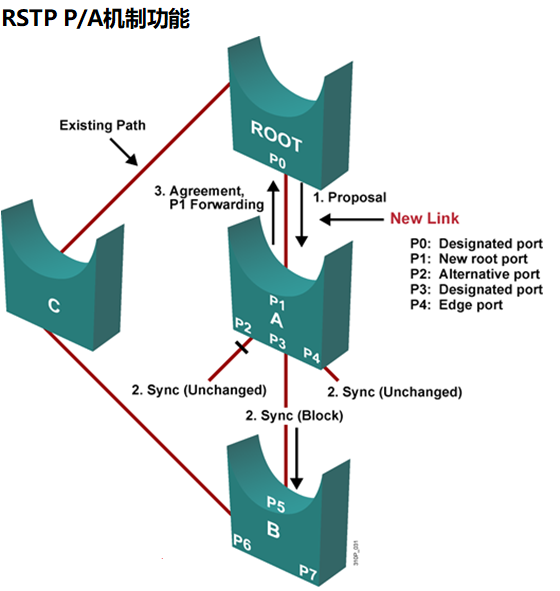 RSTP P/A机制功能
Existing Path
ROOT
P0
3. Agreement,
P1 Forwarding
1. Proposal
New Link
P0: Designated port
P1: New root port
P2: Alternative port
P3: Designated port
P4: Edge port
C
P1
A
P2
P3
P4
2. Sync (Unchanged)
2. Sync (Unchanged)
2. Sync (Block)
P5
B
P6
P7
310P_031